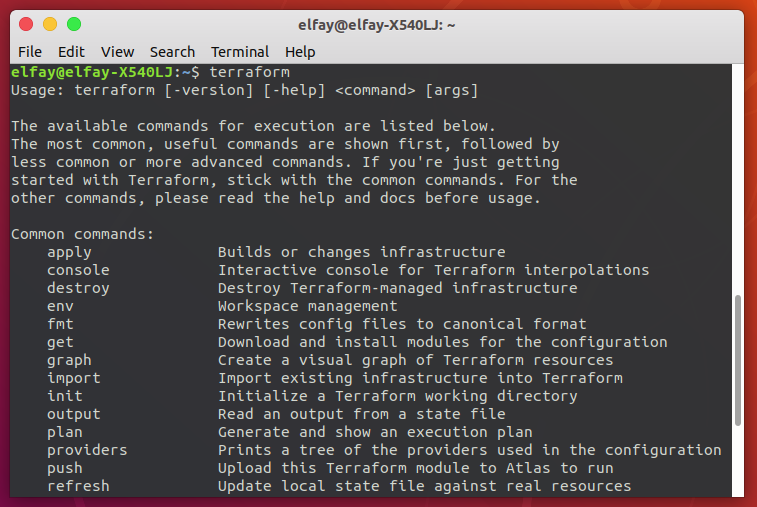 elfay@elfay-X540LJ: ~
File Edit View Search Terminal Help
elfay@elfay-X540LJ:~$ terraform
Usage: terraform [-version] [-help] <command> [args]
The available commands for execution are listed below.
The most common, useful commands are shown first, followed by
less common or more advanced commands. If you're just getting
started with Terraform, stick with the common commands. For the
other commands, please read the help and docs before usage.
Common commands:
apply Builds or changes infrastructure
console Interactive console for Terraform interpolations
destroy Destroy Terraform-managed infrastructure
env Workspace management
fmt Rewrites config files to canonical format
get Download and install modules for the configuration
graph Create a visual graph of Terraform resources
import Import existing infrastructure into Terraform
init Initialize a Terraform working directory
output Read an output from a state file
plan Generate and show an execution plan
providers Prints a tree of the providers used in the configuration
push Upload this Terraform module to Atlas to run
refresh Update local state file against real resources